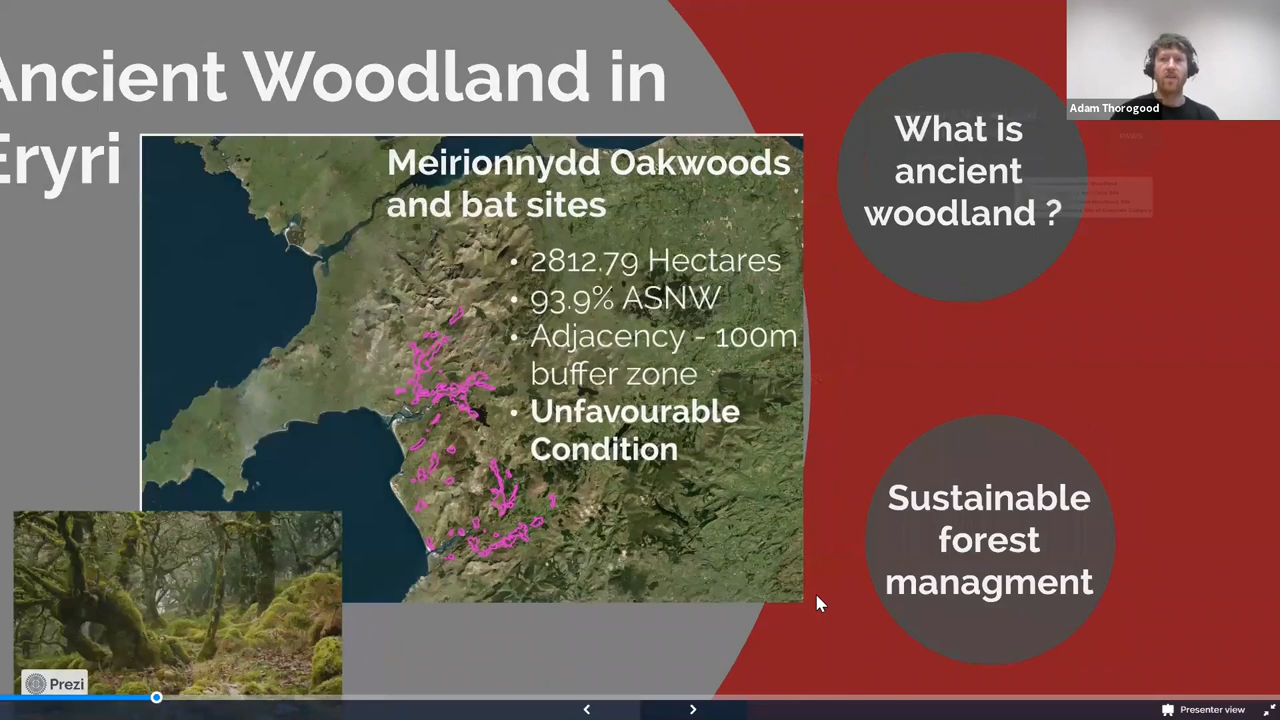 Ancient Woodland in
Eryri
Meirionnydd Oakwoods
and bat sites
• 2812.79 Hectares
• 93.9% ASNW
• Adjacency - 100m
buffer zone
• Unfavourable
Condition
What is
ancient
woodland ?
Sustainable
forest
managment
Adam Thorogood
Prezi
Presenter view